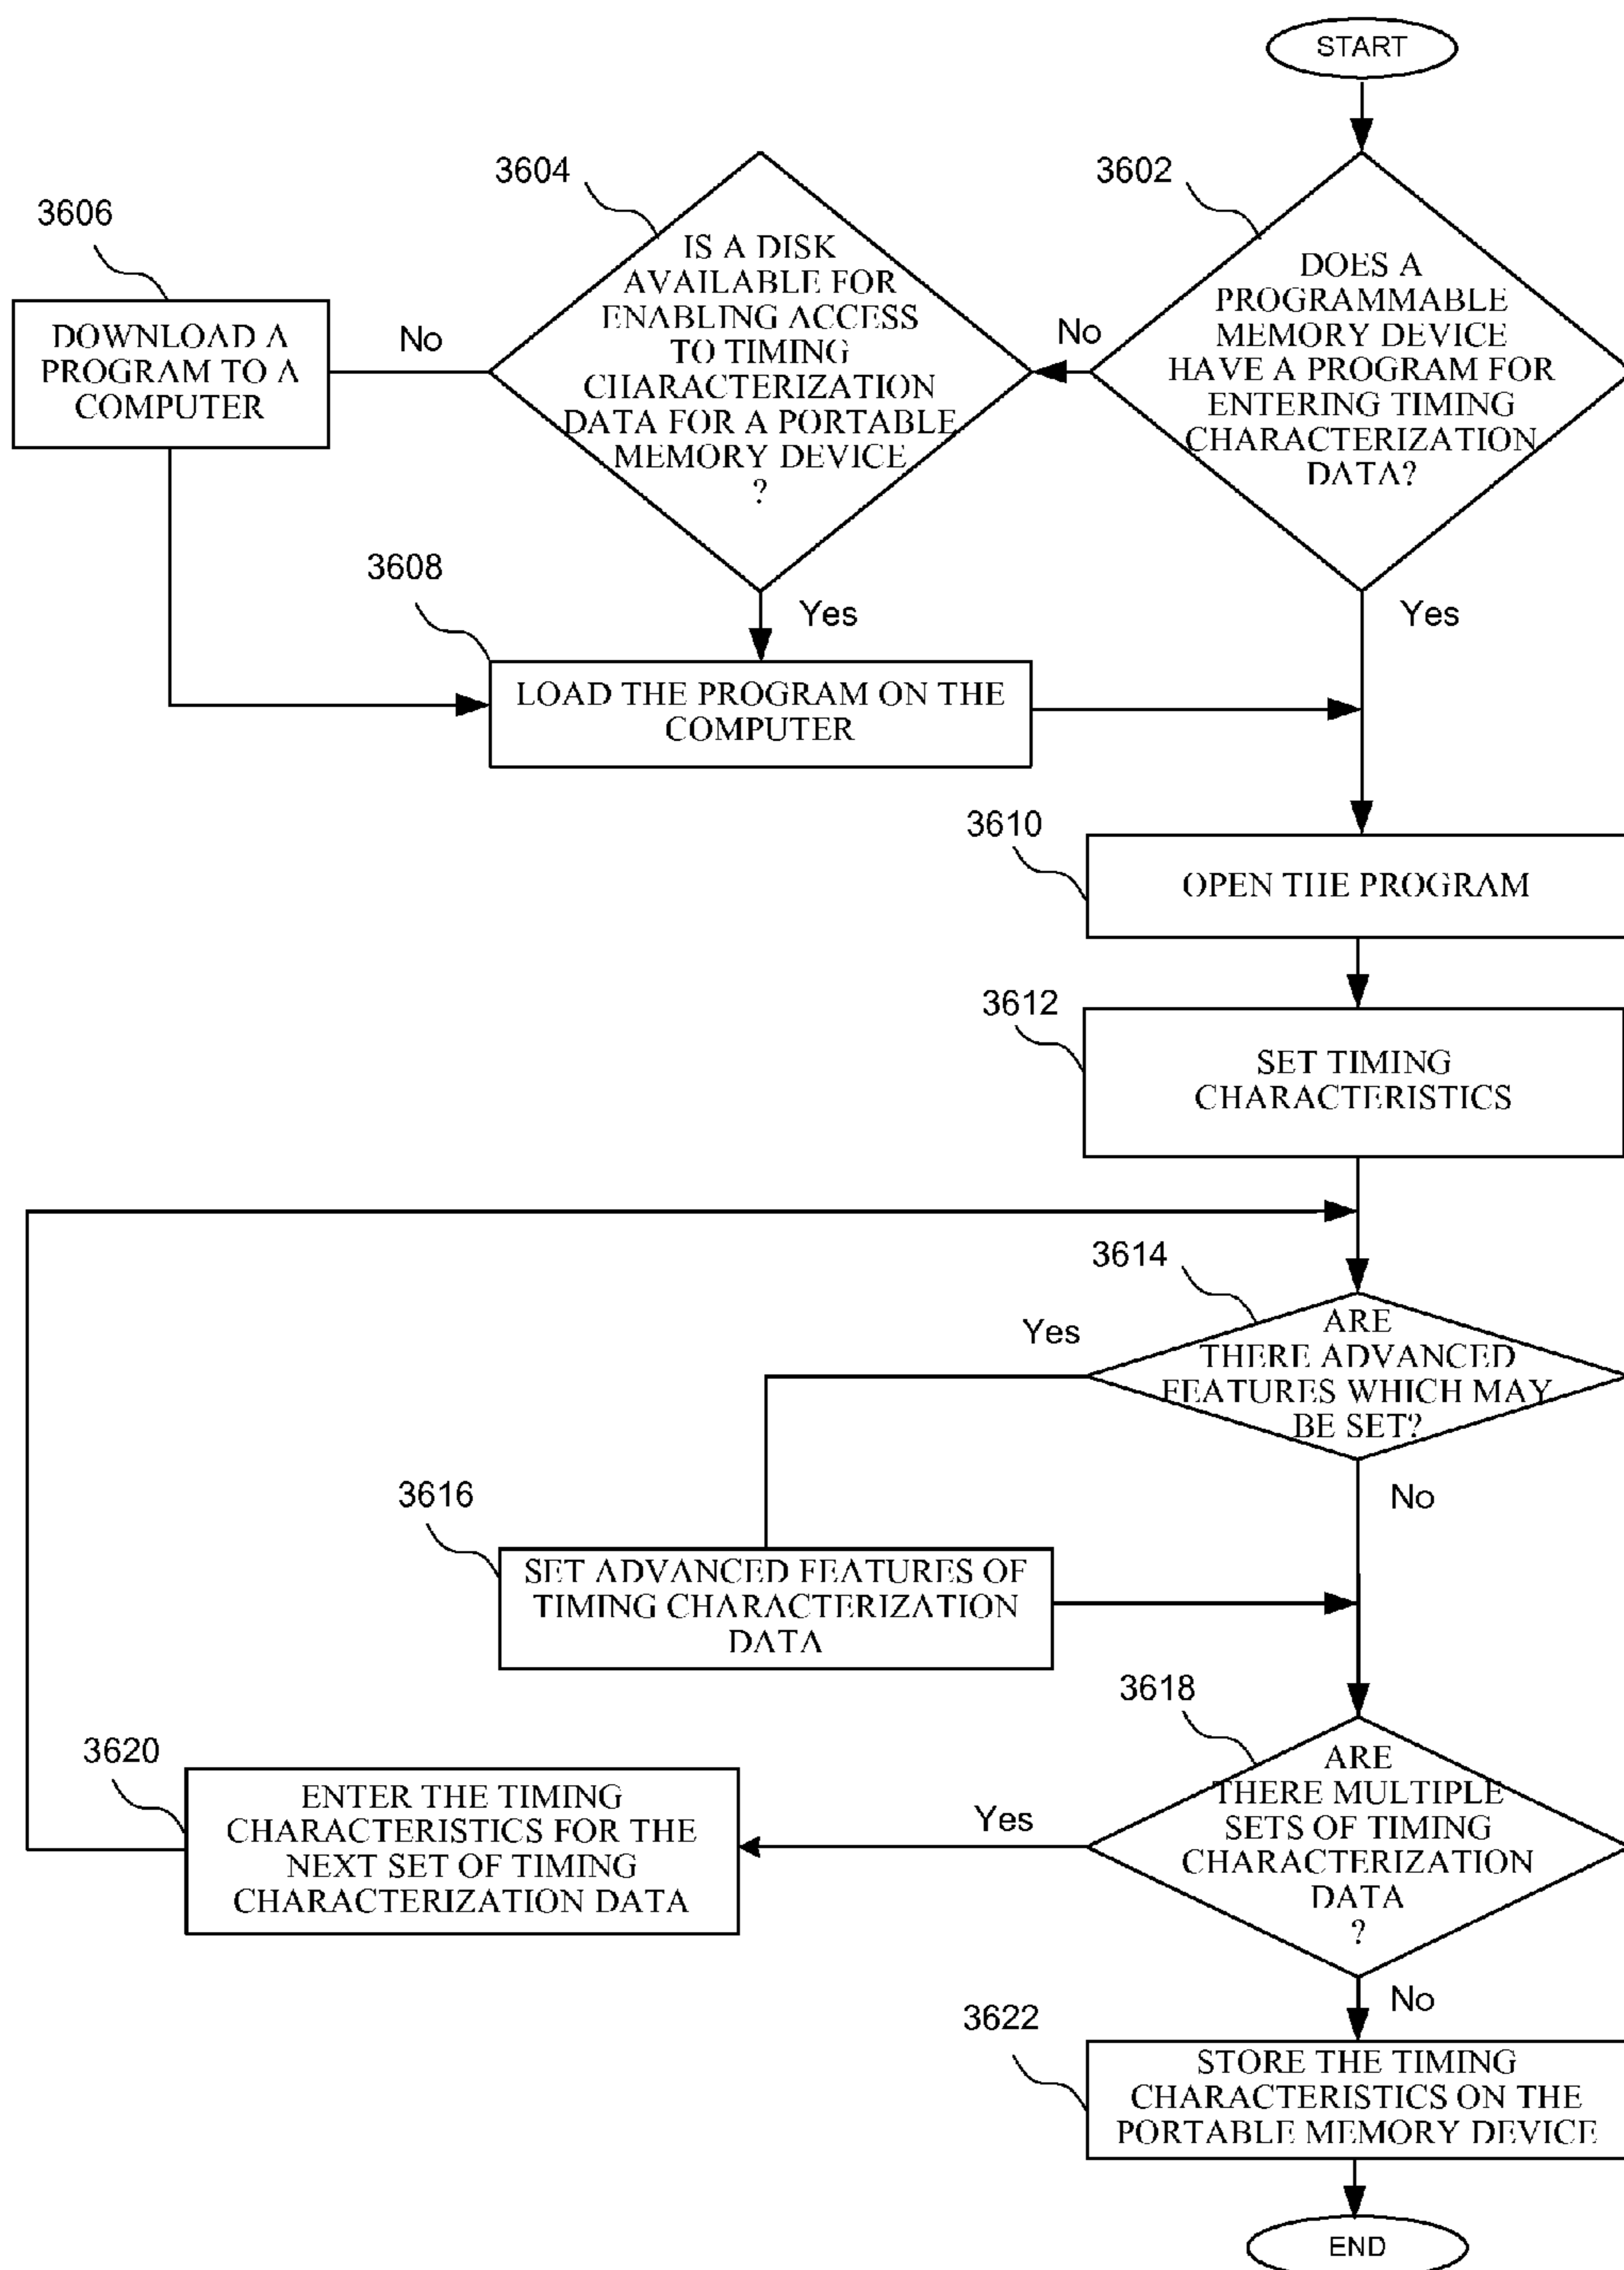 START
3602
DOES A
PROGRAMMABLE
MEMORY DEVICE
HAVE A PROGRAM FOR
ENTERING TIMING
CHARACTERIZATION
DATA?
No
Yes
3604
IS A DISK
AVAILABLE FOR
ENABLING ACCESS
TO TIMING
CHARACTERIZATION
DATA FOR A PORTABLE
MEMORY DEVICE
?
No
Yes
3606
DOWNLOAD A
PROGRAM TO A
COMPUTER
3608
LOAD THE PROGRAM ON THE
COMPUTER
3610
OPEN THE PROGRAM
3612
SET TIMING
CHARACTERISTICS
3614
ARE
THERE ADVANCED
FEATURES WHICH MAY
BE SET?
Yes
No
3616
SET ADVANCED FEATURES OF
TIMING CHARACTERIZATION
DATA
3618
ARE
THERE MULTIPLE
SETS OF TIMING
CHARACTERIZATION
DATA
?
Yes
No
3620
ENTER THE TIMING
CHARACTERISTICS FOR THE
NEXT SET OF TIMING
CHARACTERIZATION DATA
3622
STORE THE TIMING
CHARACTERISTICS ON THE
PORTABLE MEMORY DEVICE
END